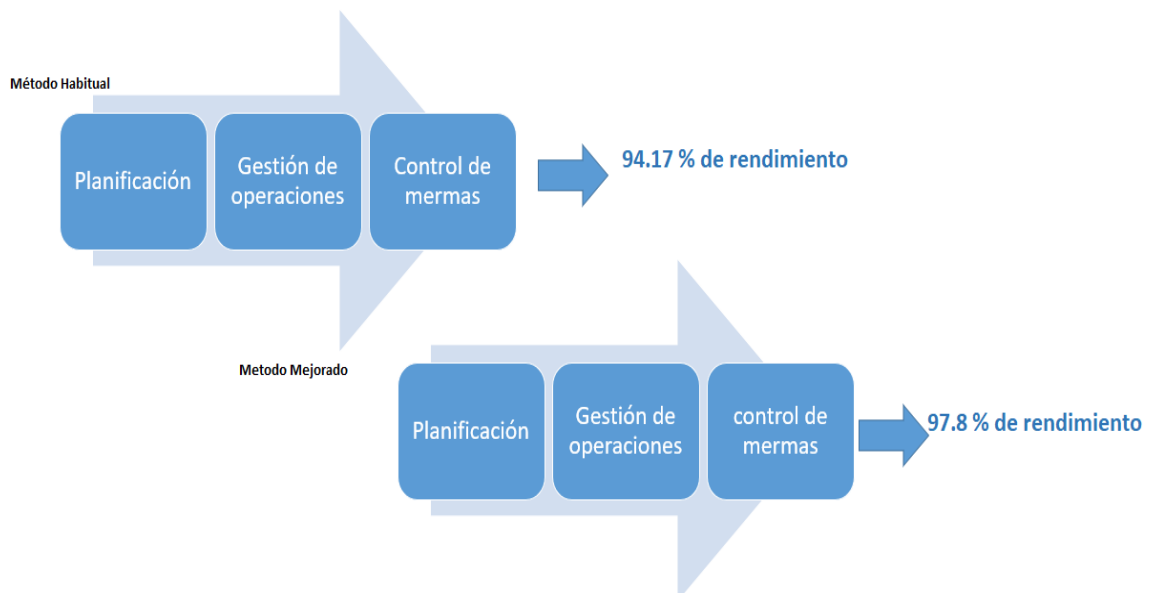 Método Habitual
Planificación
Gestión de
operaciones
Control de
mermas
94.17 % de rendimiento
Metodo Mejorado
Planificación
Gestión de
operaciones
control de
mermas
97.8 % de rendimiento